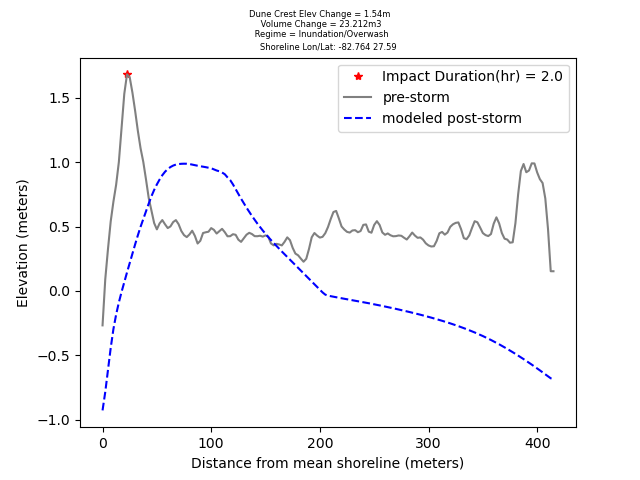 Dune Crest Elev Change = 1.54m
Volume Change = 23.212m3
Regime = Inundation/Overwash
Shoreline Lon/Lat: -82.764 27.59
Impact Duration(hr) = 2.0
pre-storm
modeled post-storm
Elevation (meters)
1.5
1.0
0.5
0.0
−0.5
−1.0
0 100 200 300 400
Distance from mean shoreline (meters)